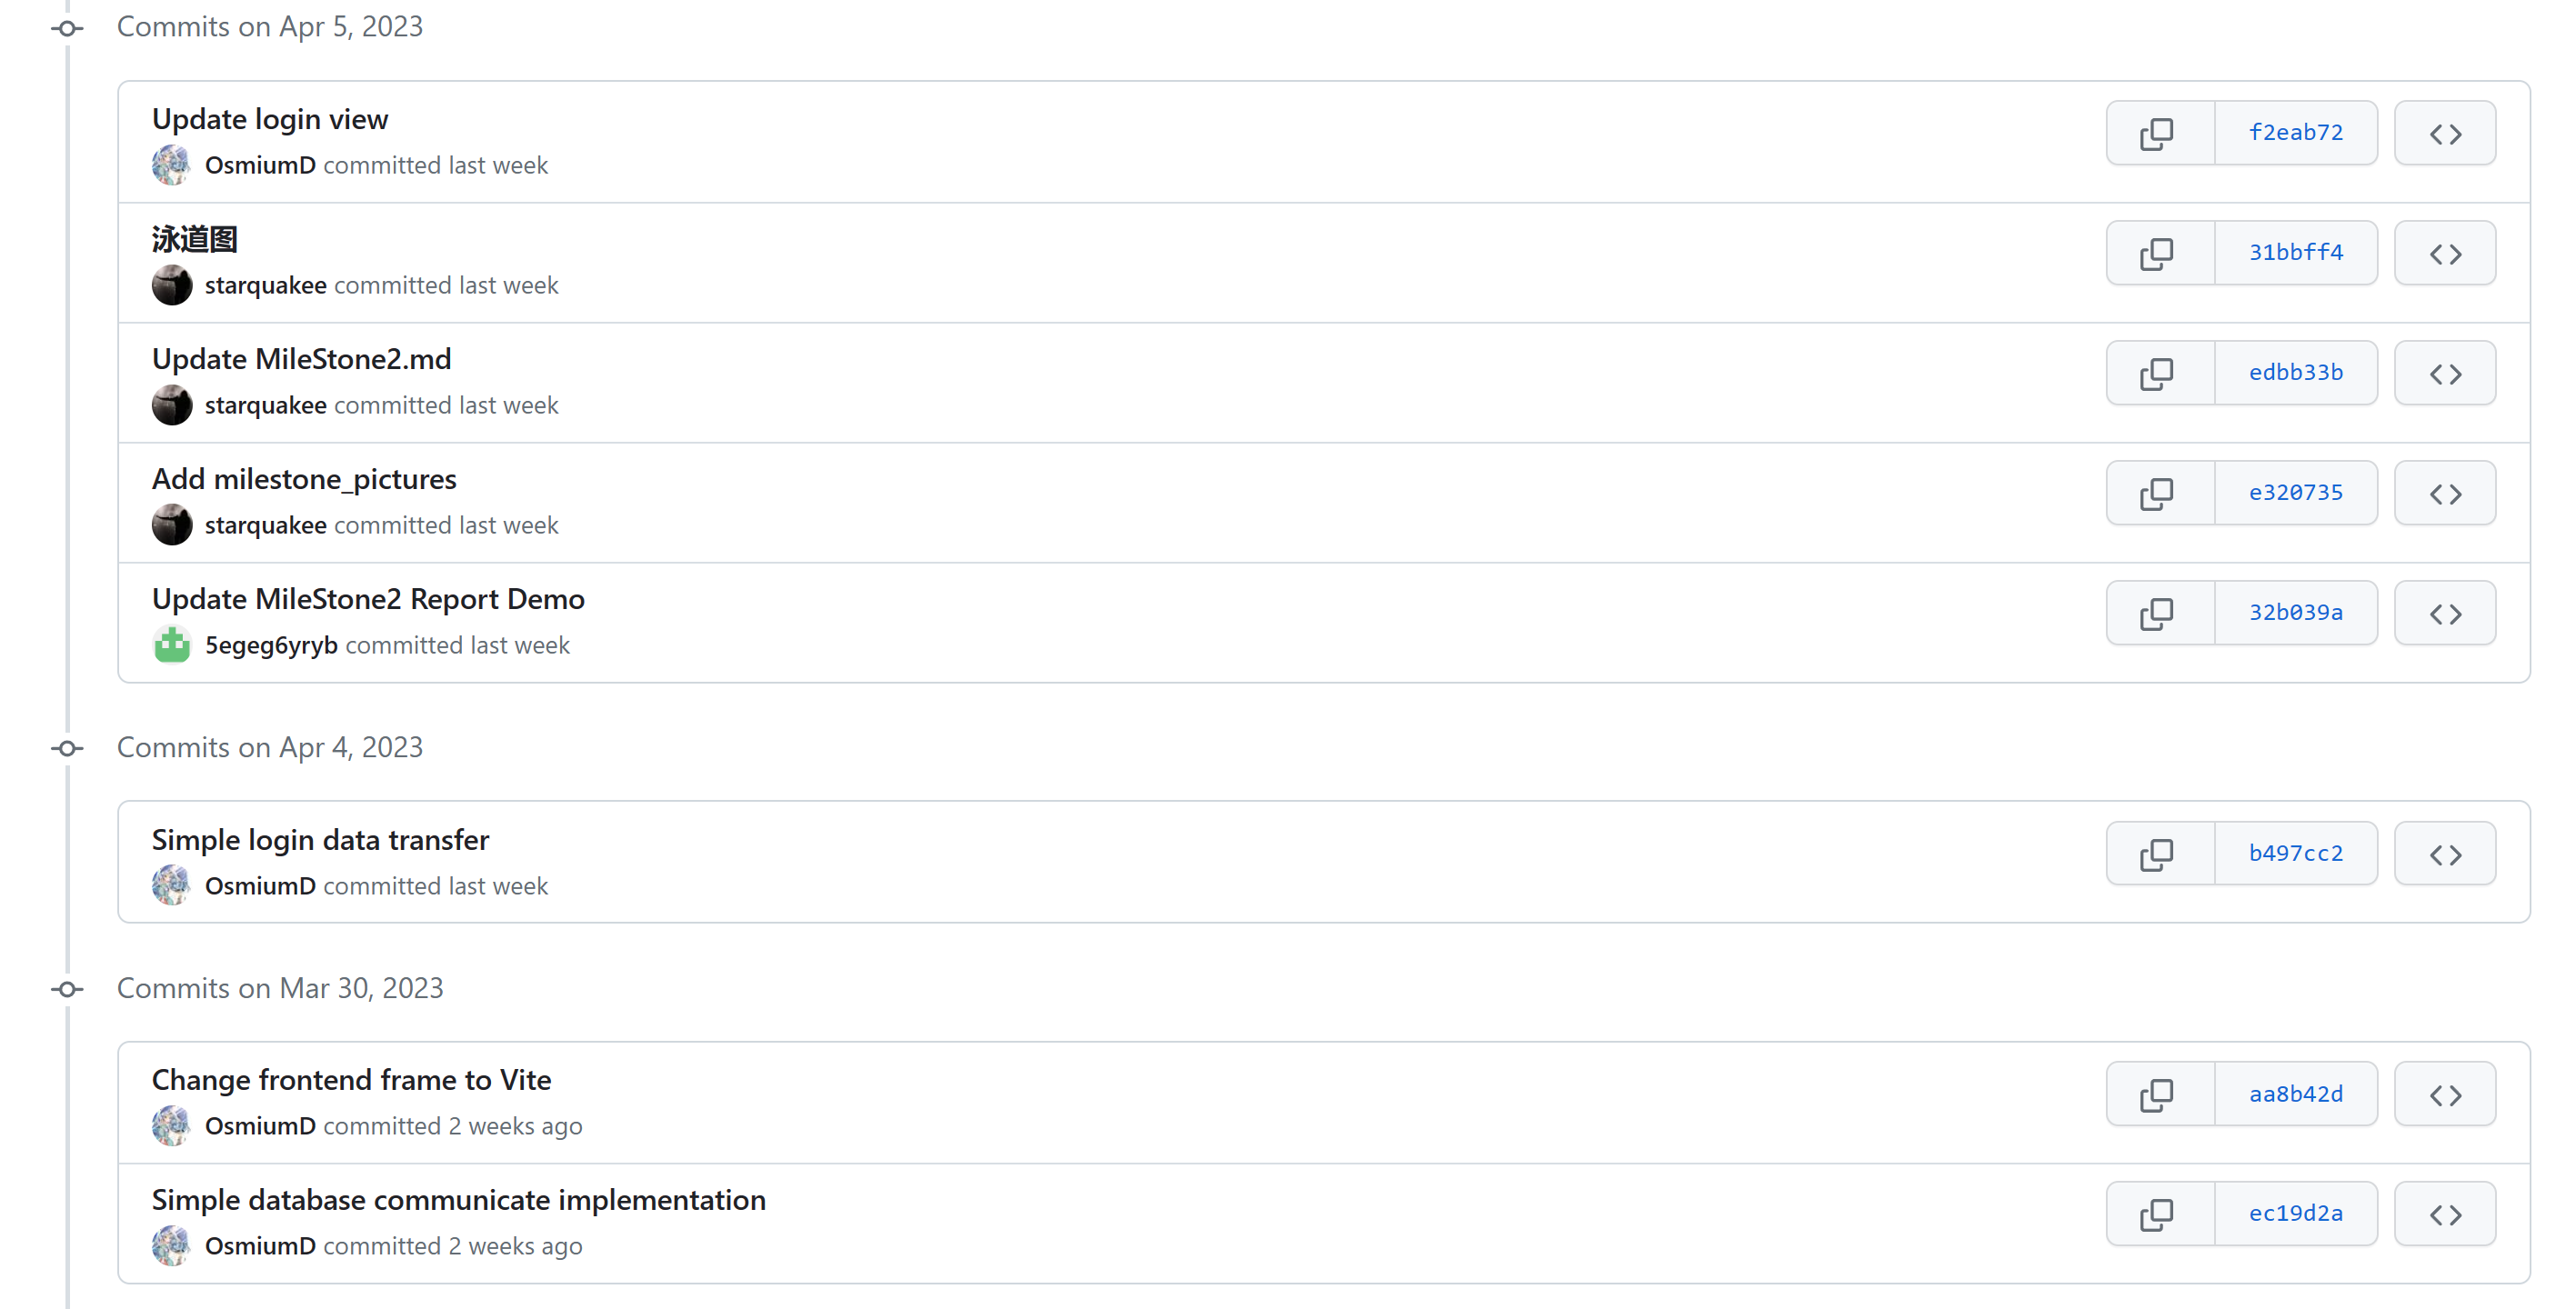 Commits on Apr 5, 2023
Update login view
f2eab72
OsmiumD committed last week
泳道图
31bbff4
starquakee committed last week
Update MileStone2.md
edbb33b
starquakee committed last week
Add milestone_pictures
e320735
starquakee committed last week
Update MileStone2 Report Demo
32b039a
5egeg6yryb committed last week
Commits on Apr 4, 2023
Simple login data transfer
b497cc2
OsmiumD committed last week
Commits on Mar 30, 2023
Change frontend frame to Vite
aa8b42d
OsmiumD committed 2 weeks ago
Simple database communicate implementation
ec19d2a
OsmiumD committed 2 weeks ago